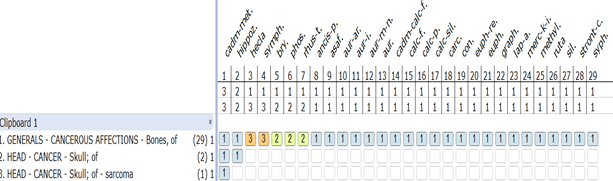 cadm-met. hippoz. hecla symph. bry. phos. rhus-t. ancis-p. asaf. aur-ar. aur-i. aur-m-n. aur. cadm-calc-f. calc-f. calc-p. calc-sil. carc. con. euph-re. euph. graph. lap-a. merc-k-i. methyl. ruta sil. stront-c. syph.
1 2 3 4 5 6 7 8 9 10 11 12 13 14 15 16 17 18 19 20 21 22 23 24 25 26 27 28 29
3 2 1 1 1 1 1 1 1 1 1 1 1 1 1 1 1 1 1 1 1 1 1 1 1 1 1 1 1
3 2 3 3 2 2 2 1 1 1 1 1 1 1 1 1 1 1 1 1 1 1 1 1 1 1 1 1 1
Clipboard 1
1. GENERALS - CANCEROUS AFFECTIONS - Bones, of (29) 1 1 1 3 3 2 2 2 1 1 1 1 1 1 1 1 1 1 1 1 1 1 1 1 1 1 1 1 1 1
2. HEAD - CANCER - Skull; of (2) 1 1 1
3. HEAD - CANCER - Skull; of - sarcoma (1) 1 1